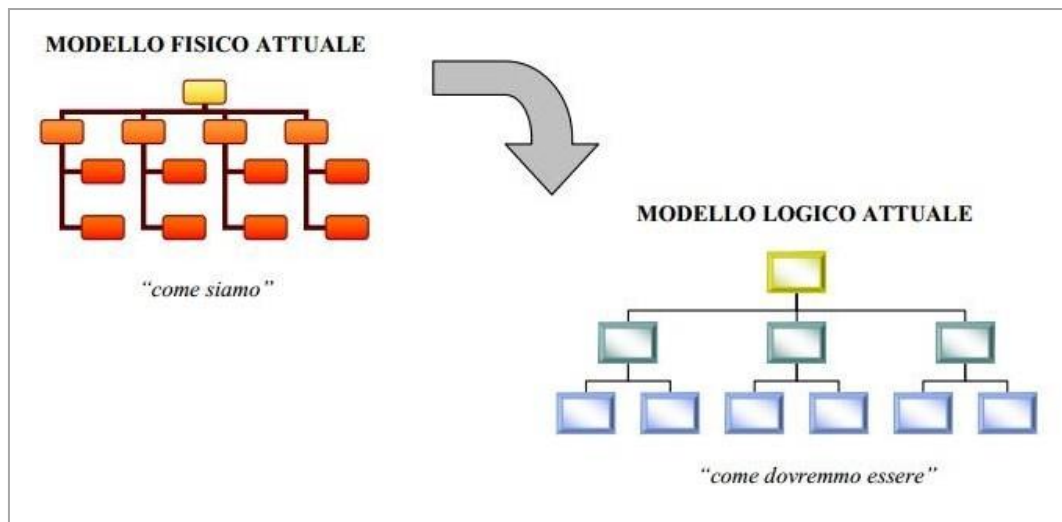 MODELLO FISICO ATTUALE
“come siamo”
MODELLO LOGICO ATTUALE
“come dovremmo essere”